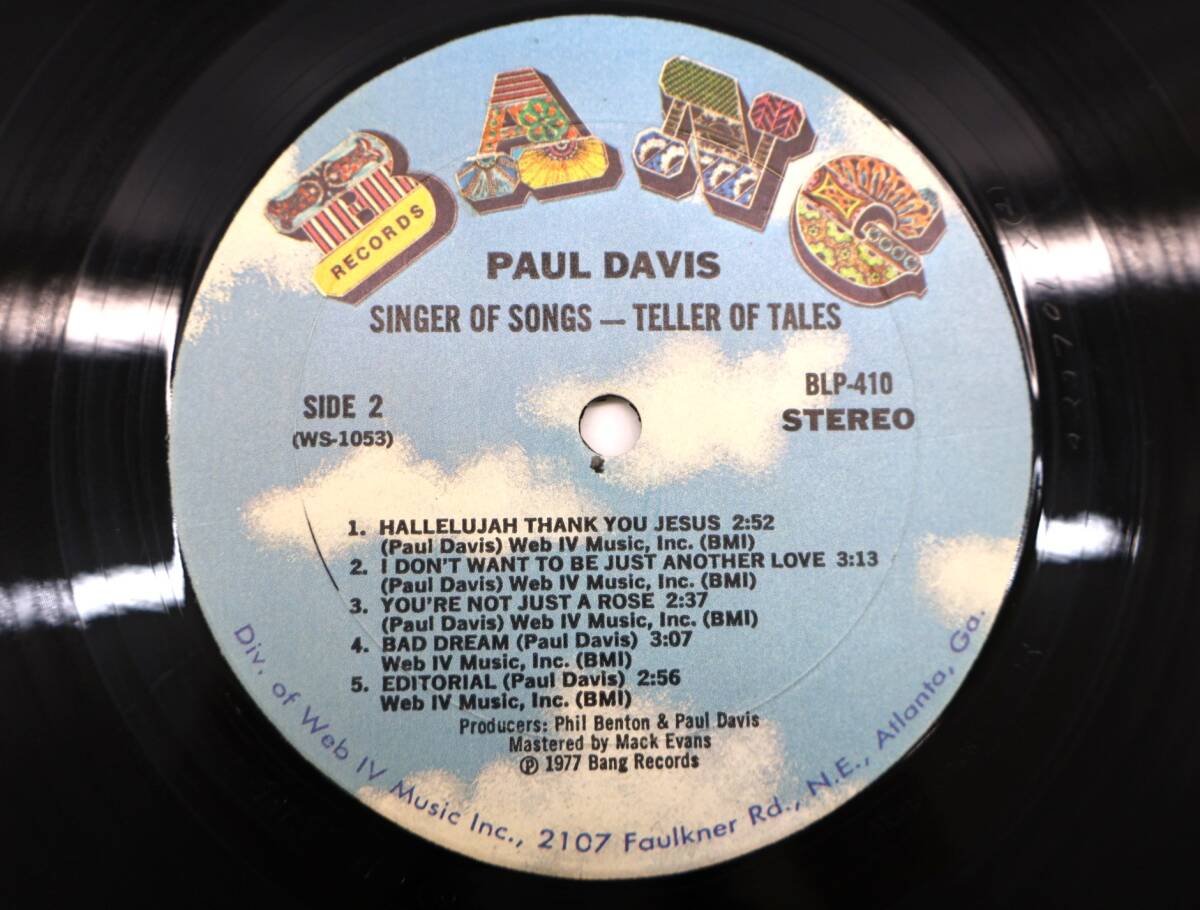 BANG
RECORDS
PAUL DAVIS
SINGER OF SONGS — TELLER OF TALES
SIDE 2
(WS-1053)
BLP-410
STEREO
1. HALLELUJAH THANK YOU JESUS 2:52
(Paul Davis) Web IV Music, Inc. (BMI)
2. I DON'T WANT TO BE JUST ANOTHER LOVE 3:13
(Paul Davis) Web IV Music, Inc. (BMI)
3. YOU'RE NOT JUST A ROSE 2:37
(Paul Davis) Web IV Music, Inc. (BMI)
4. BAD DREAM (Paul Davis) 3:07
Web IV Music, Inc. (BMI)
5. EDITORIAL (Paul Davis) 2:56
Web IV Music, Inc. (BMI)
Producers: Phil Benton & Paul Davis
Mastered by Mack Evans
℗ 1977 Bang Records
Div. of Web IV Music Inc., 2107 Faulkner Rd., N.E., Atlanta, Ga.